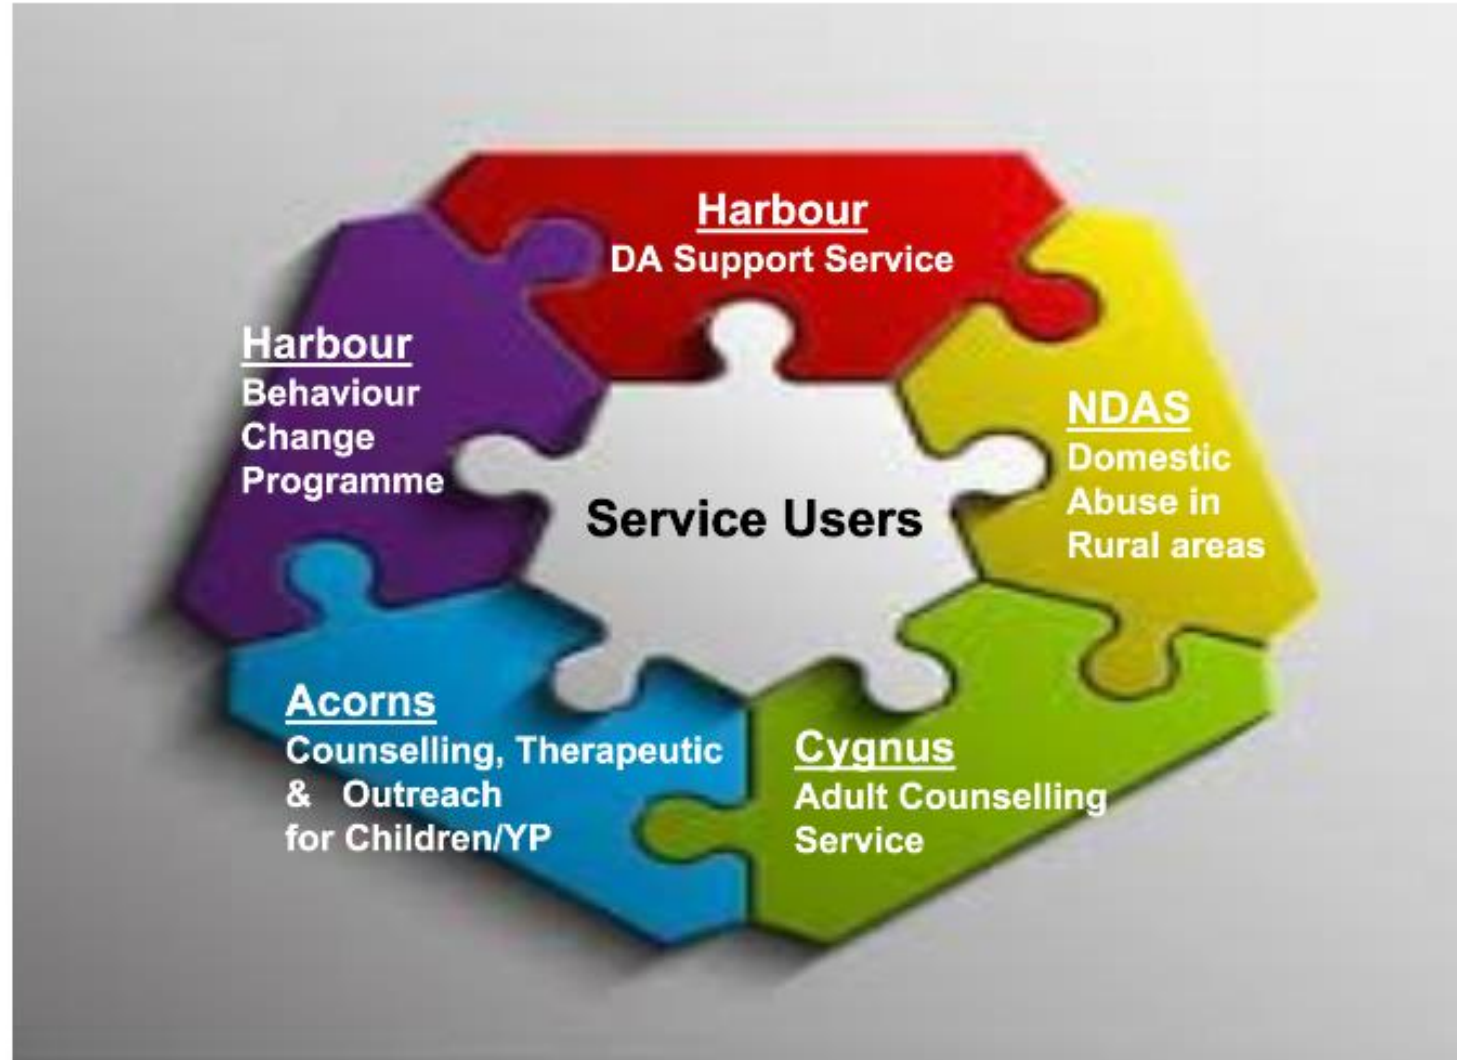 Harbour
DA Support Service
Harbour
Behaviour
Change
Programme
NDAS
Domestic
Abuse in
Rural areas
Service Users
Acorns
Counselling, Therapeutic
&   Outreach
for Children/YP
Cygnus
Adult Counselling
Service